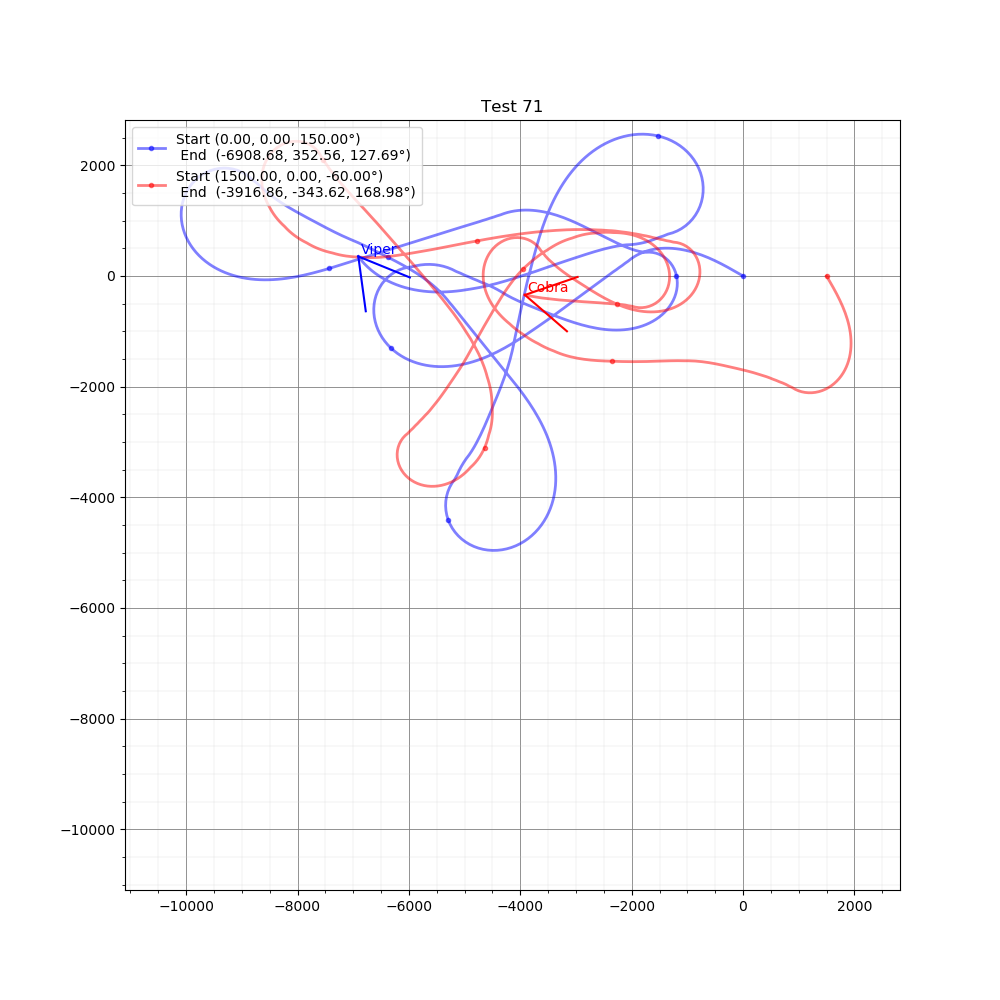 Test 71
Start (0.00, 0.00, 150.00°)
End (-6908.68, 352.56, 127.69°)
Start (1500.00, 0.00, -60.00°)
End (-3916.86, -343.62, 168.98°)
Viper
Cobra
2000
0
−2000
−4000
−6000
−8000
−10000
−10000 −8000 −6000 −4000 −2000 0 2000